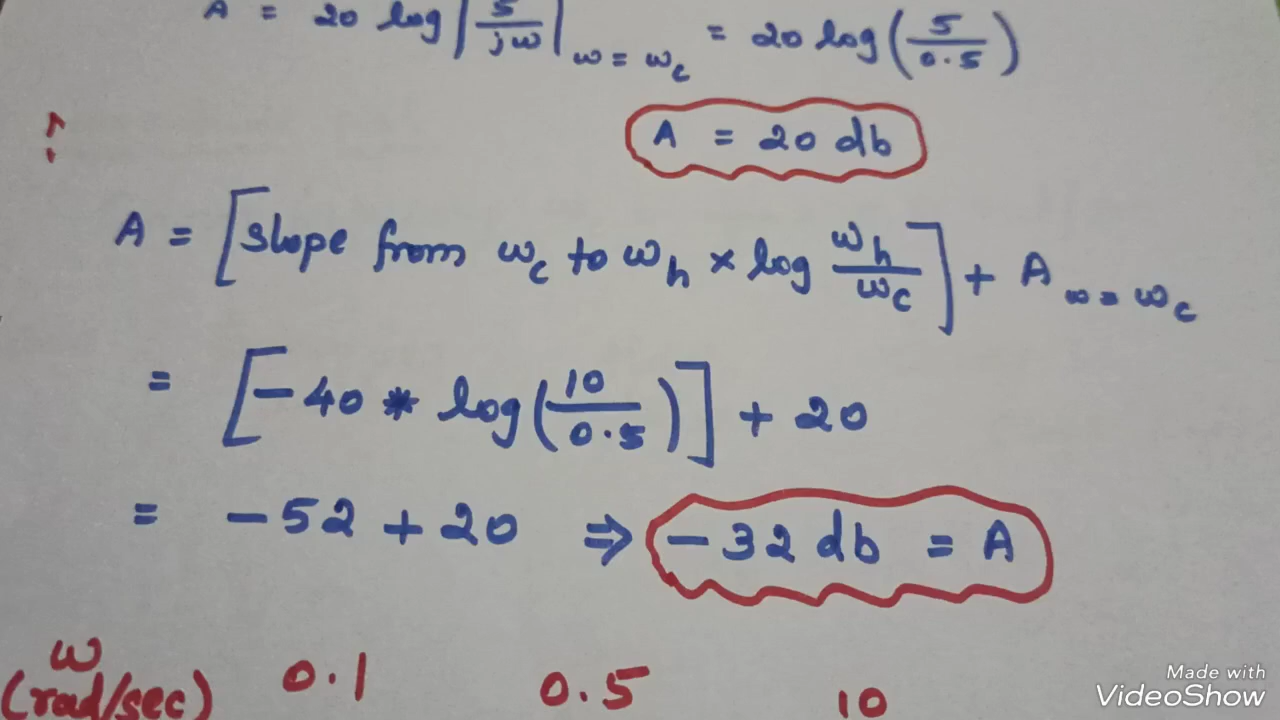 A = 20 log |5/jω| ω = ωc = 20 log (5/0.5)
A = 20 db
A = [Slope from ωc to ωh × log ωh/ωc] + A ω = ωc
= [-40 * log (10/0.5)] + 20
= -52 + 20 ⇒ -32 db = A
ω
(rad/sec) 0.1 0.5 10
Made with
VideoShow